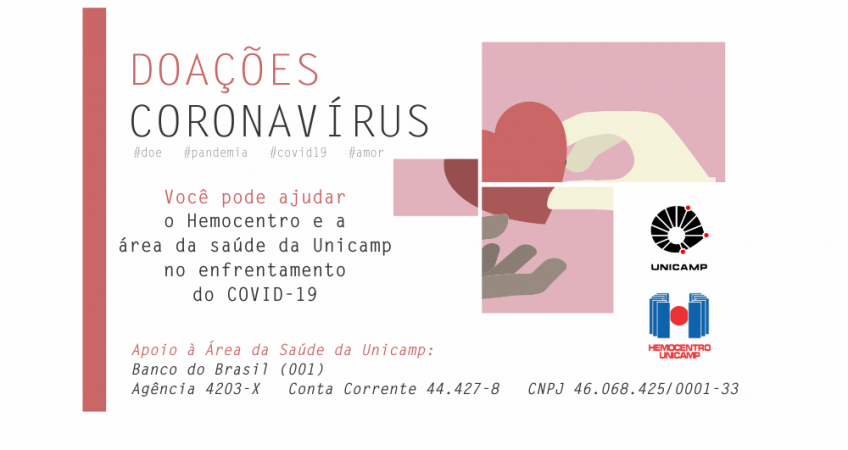 DOAÇÕES
CORONAVÍRUS
#doe #pandemia #covid19 #amor
Você pode ajudar
o Hemocentro e a
área da saúde da Unicamp
no enfrentamento
do COVID-19
UNICAMP
HEMOCENTRO
UNICAMP
Apoio à Área da Saúde da Unicamp:
Banco do Brasil (001)
Agência 4203-X Conta Corrente 44.427-8 CNPJ 46.068.425/0001-33